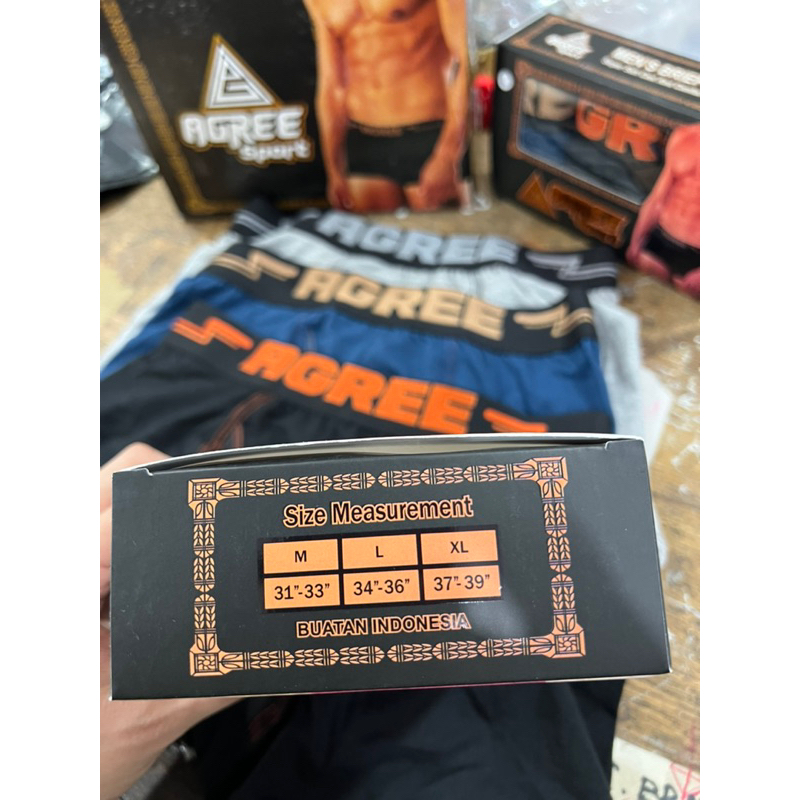 AGREE
Sport
MEN'S BRIEF
AGREE
AGREE
AGREE
Size Measurement
M L XL
31"-33" 34"-36" 37"-39"
BUATAN INDONESIA